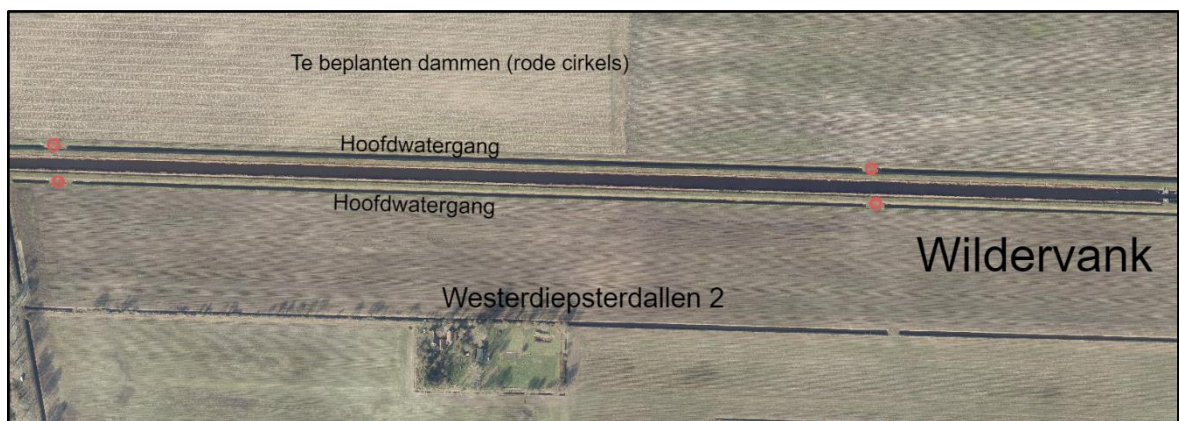 Te beplanten dammen (rode cirkels)
Hoofdwatergang
Hoofdwatergang
Wildervank
Westerdiepsterdallen 2